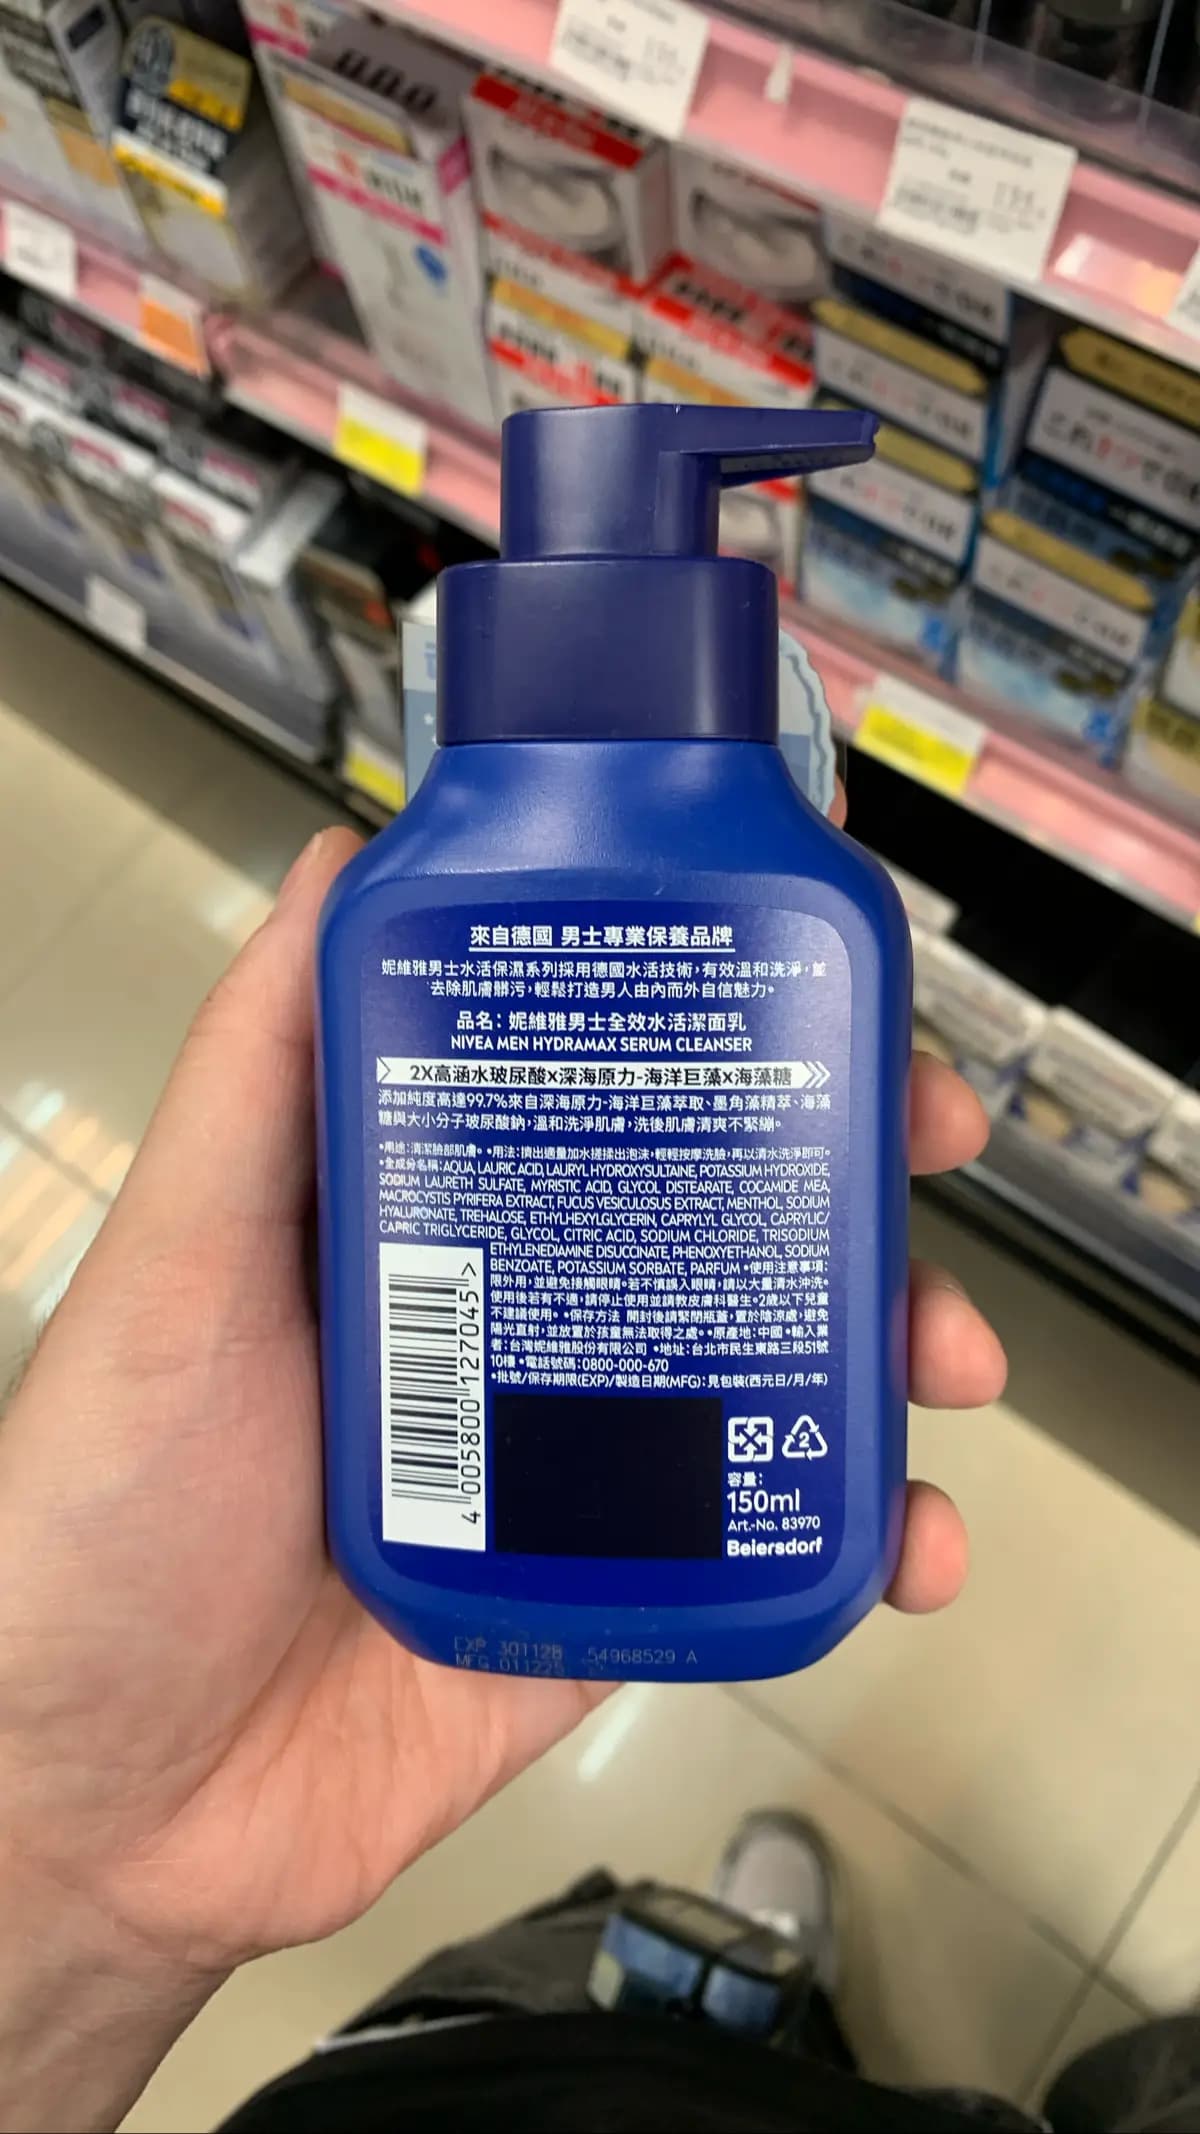 uno
來自德國 男士專業保養品牌
妮維雅男士水活保濕系列採用德國水活技術，有效溫和洗淨，並
去除肌膚髒污，輕鬆打造男人由內而外自信魅力。
品名：妮維雅男士全效水活潔面乳
NIVEA MEN HYDRAMAX SERUM CLEANSER
2X高涵水玻尿酸x深海原力-海洋巨藻x海藻糖
添加純度高達99.7%來自深海原力-海洋巨藻萃取、墨角藻精萃、海藻
糖與大小分子玻尿酸鈉，溫和洗淨肌膚，洗後肌膚清爽不緊繃。
•用途：清潔臉部肌膚。•用法：擠出適量加水搓揉出泡沫，輕輕按摩洗臉，再以清水洗淨即可。
•全成分名稱：AQUA, LAURIC ACID, LAURYL HYDROXYSULTAINE, POTASSIUM HYDROXIDE,
SODIUM LAURETH SULFATE, MYRISTIC ACID, GLYCOL DISTEARATE, COCAMIDE MEA,
MACROCYSTIS PYRIFERA EXTRACT, FUCUS VESICULOSUS EXTRACT, MENTHOL, SODIUM
HYALURONATE, TREHALOSE, ETHYLHEXYLGLYCERIN, CAPRYLYL GLYCOL, CAPRYLIC/
CAPRIC TRIGLYCERIDE, GLYCOL, CITRIC ACID, SODIUM CHLORIDE, TRISODIUM
ETHYLENEDIAMINE DISUCCINATE, PHENOXYETHANOL, SODIUM
BENZOATE, POTASSIUM SORBATE, PARFUM •使用注意事項：
限外用，並避免接觸眼睛。若不慎誤入眼睛，請以大量清水沖洗。
使用後若有不適，請停止使用並請教皮膚科醫生。2歲以下兒童
不建議使用。•保存方法 開封後請緊閉瓶蓋，置於陰涼處，避免
陽光直射，並放置於孩童無法取得之處。•原產地：中國 •輸入業
者：台灣妮維雅股份有限公司 •地址：台北市民生東路三段51號
10樓 •電話號碼：0800-000-670
•批號/保存期限(EXP)/製造日期(MFG)：見包裝(西元日/月/年)
4 005800 127045 >
2
容量：
150ml
Art.-No. 83970
Beiersdorf
EXP 301128 54968529 A
MFG 011225